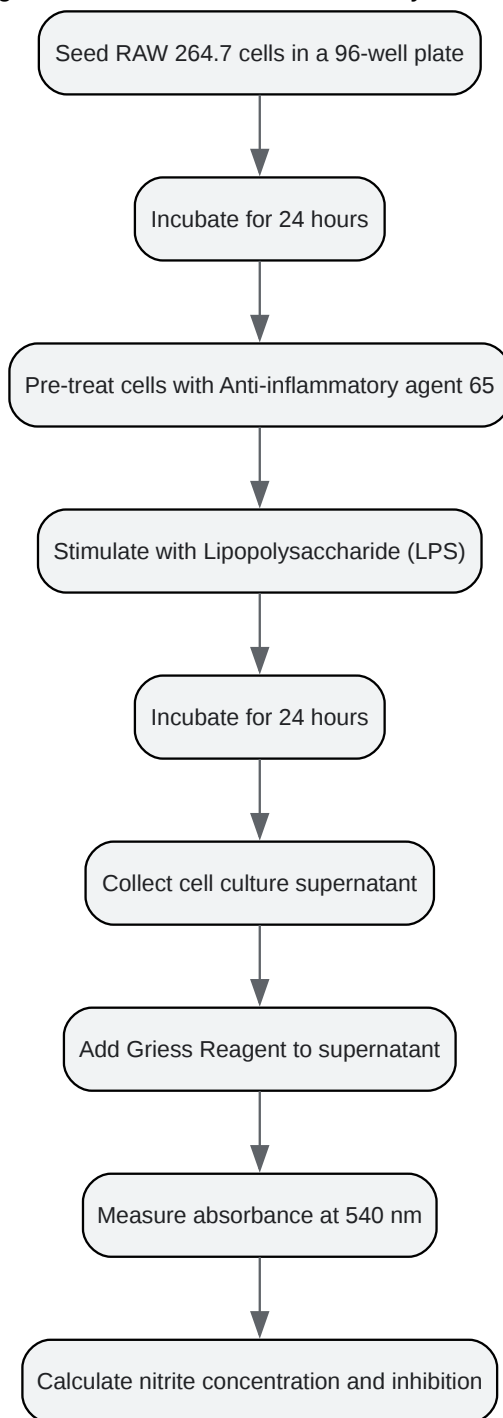 Seed RAW 264.7 cells in a 96-well plate
Incubate for 24 hours
Pre-treat cells with Anti-inflammatory agent 65
Stimulate with Lipopolysaccharide (LPS)
Incubate for 24 hours
Collect cell culture supernatant
Add Griess Reagent to supernatant
Measure absorbance at 540 nm
Calculate nitrite concentration and inhibition